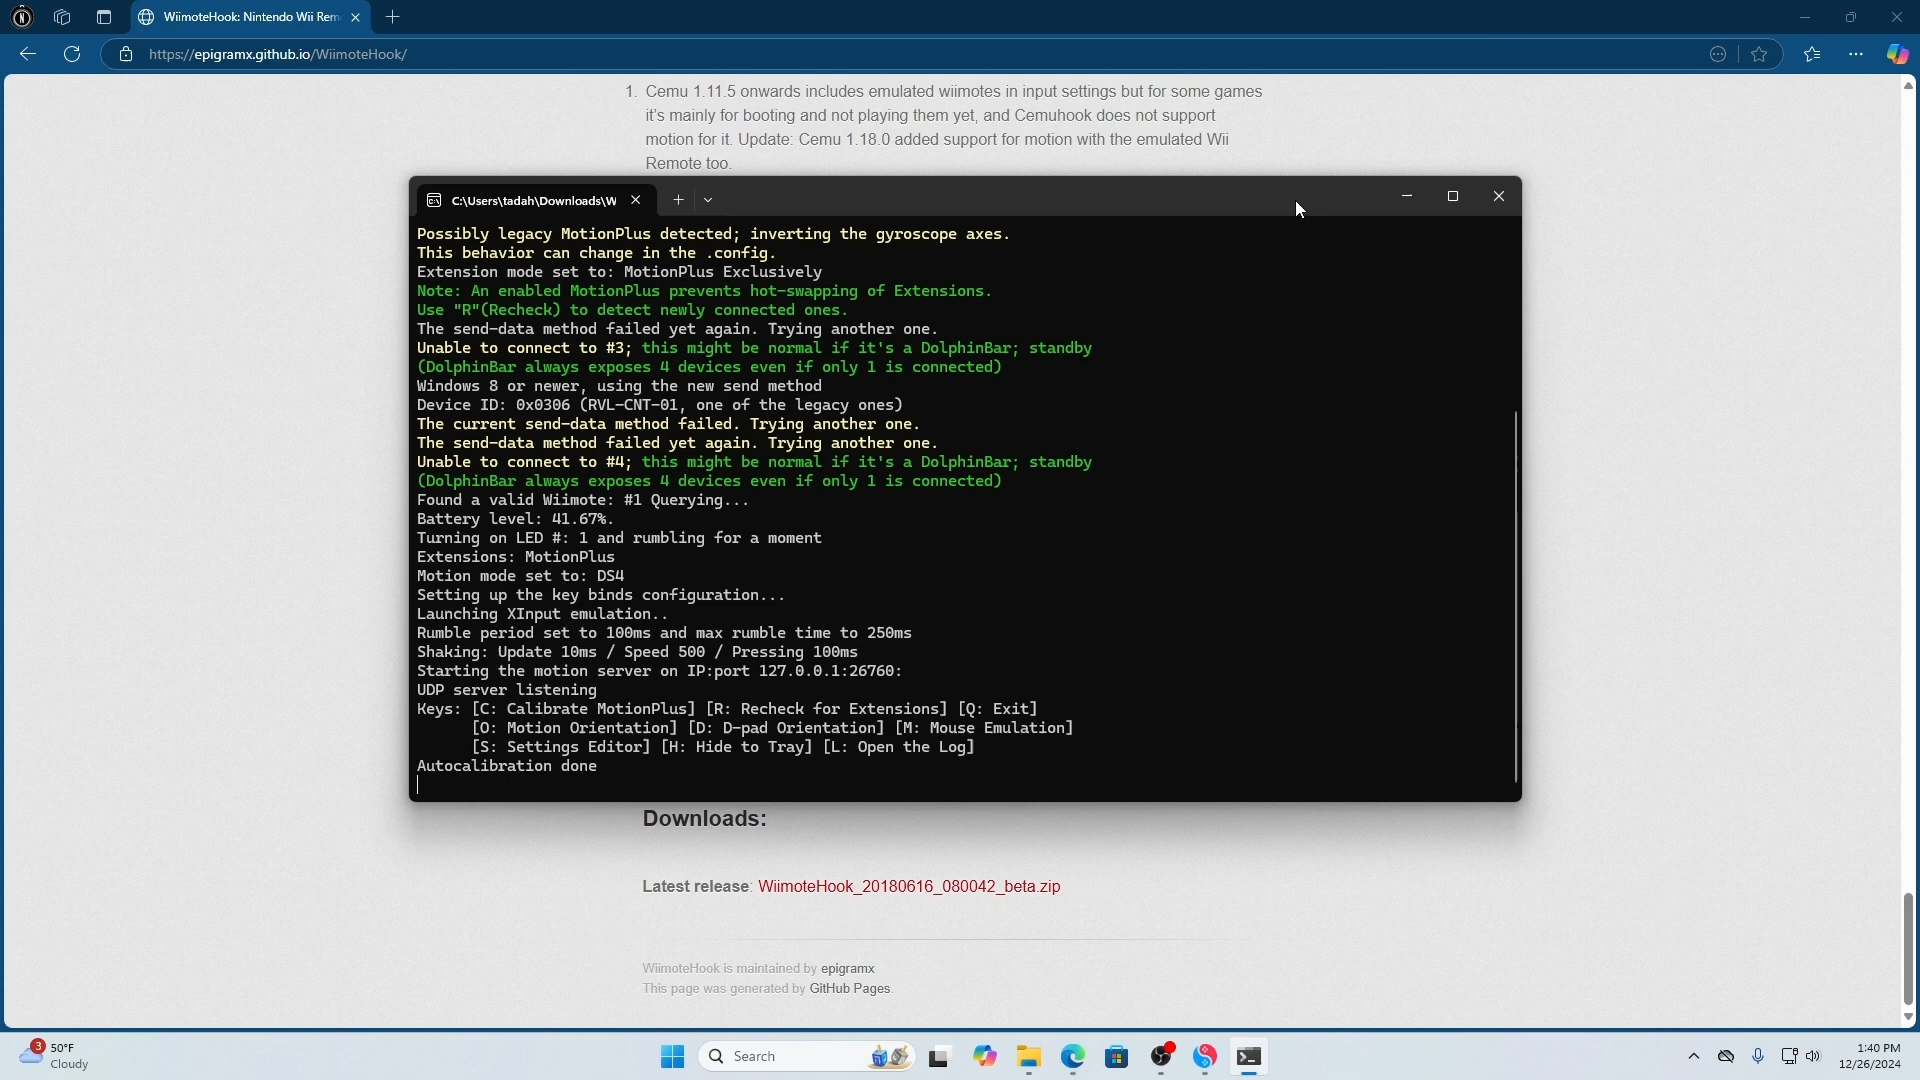 WiimoteHook: Nintendo Wii Rem
https://epigramx.github.io/WiimoteHook/
1. Cemu 1.11.5 onwards includes emulated wiimotes in input settings but for some games
it's mainly for booting and not playing them yet, and Cemuhook does not support
motion for it. Update: Cemu 1.18.0 added support for motion with the emulated Wii
Remote too.
C:\Users\tadah\Downloads\W
Possibly legacy MotionPlus detected; inverting the gyroscope axes.
This behavior can change in the .config.
Extension mode set to: MotionPlus Exclusively
Note: An enabled MotionPlus prevents hot-swapping of Extensions.
Use "R"(Recheck) to detect newly connected ones.
The send-data method failed yet again. Trying another one.
Unable to connect to #3; this might be normal if it's a DolphinBar; standby
(DolphinBar always exposes 4 devices even if only 1 is connected)
Windows 8 or newer, using the new send method
Device ID: 0x0306 (RVL-CNT-01, one of the legacy ones)
The current send-data method failed. Trying another one.
The send-data method failed yet again. Trying another one.
Unable to connect to #4; this might be normal if it's a DolphinBar; standby
(DolphinBar always exposes 4 devices even if only 1 is connected)
Found a valid Wiimote: #1 Querying...
Battery level: 41.67%.
Turning on LED #: 1 and rumbling for a moment
Extensions: MotionPlus
Motion mode set to: DS4
Setting up the key binds configuration...
Launching XInput emulation..
Rumble period set to 100ms and max rumble time to 250ms
Shaking: Update 10ms / Speed 500 / Pressing 100ms
Starting the motion server on IP:port 127.0.0.1:26760:
UDP server listening
Keys: [C: Calibrate MotionPlus] [R: Recheck for Extensions] [Q: Exit]
[O: Motion Orientation] [D: D-pad Orientation] [M: Mouse Emulation]
[S: Settings Editor] [H: Hide to Tray] [L: Open the Log]
Autocalibration done
Downloads:
Latest release: WiimoteHook_20180616_080042_beta.zip
WiimoteHook is maintained by epigramx
This page was generated by GitHub Pages.
3
50°F
Cloudy
Search
1:40 PM
12/26/2024